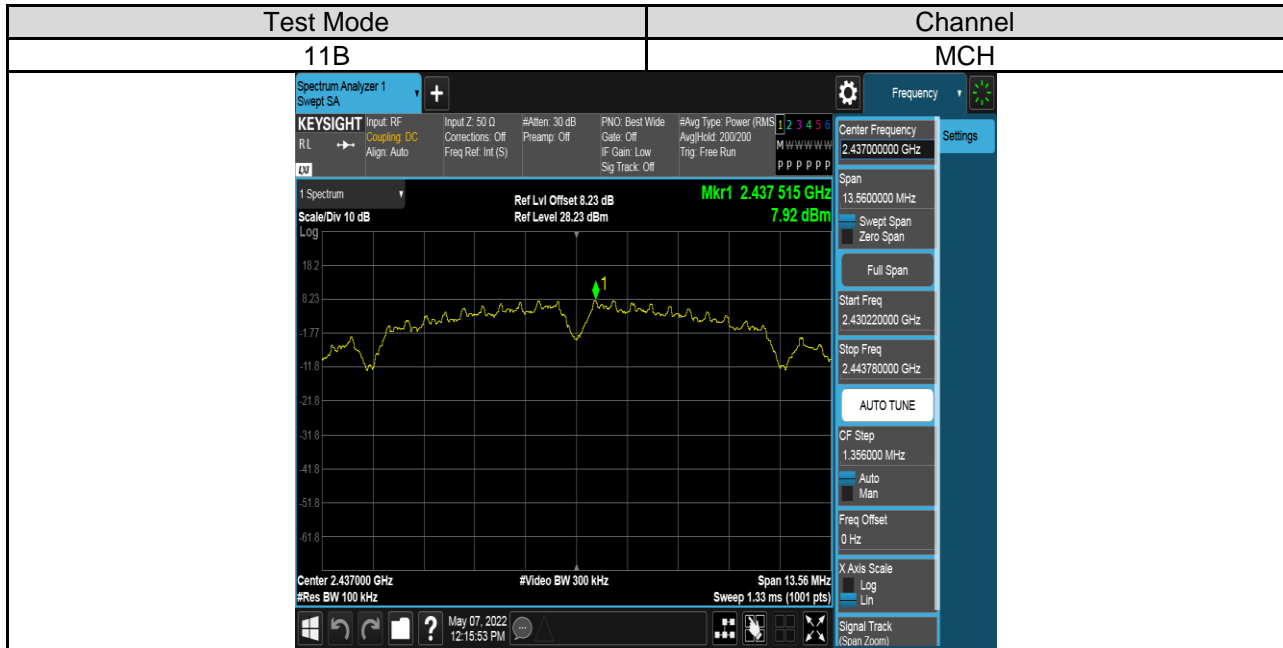 Test Mode Channel
11B MCH
Spectrum Analyzer 1
Swept SA
+
Frequency
KEYSIGHT
RL
LXI
Input: RF
Coupling: DC
Align: Auto
Input Z: 50 Ω
Corrections: Off
Freq Ref: Int (S)
#Atten: 30 dB
Preamp: Off
PNO: Best Wide
Gate: Off
IF Gain: Low
Sig Track: Off
#Avg Type: Power (RMS
Avg|Hold: 200/200
Trig: Free Run
1 2 3 4 5 6
M W W W W W
P P P P P P
1 Spectrum
Scale/Div 10 dB
Log
Ref Lvl Offset 8.23 dB
Ref Level 28.23 dBm
Mkr1 2.437 515 GHz
7.92 dBm
18.2
8.23
-1.77
-11.8
-21.8
-31.8
-41.8
-51.8
-61.8
1
Center 2.437000 GHz
#Res BW 100 kHz
#Video BW 300 kHz
Span 13.56 MHz
Sweep 1.33 ms (1001 pts)
Center Frequency
2.437000000 GHz
Settings
Span
13.5600000 MHz
Swept Span
Zero Span
Full Span
Start Freq
2.430220000 GHz
Stop Freq
2.443780000 GHz
AUTO TUNE
CF Step
1.356000 MHz
Auto
Man
Freq Offset
0 Hz
X Axis Scale
Log
Lin
Signal Track
(Span Zoom)
?
May 07, 2022
12:15:53 PM